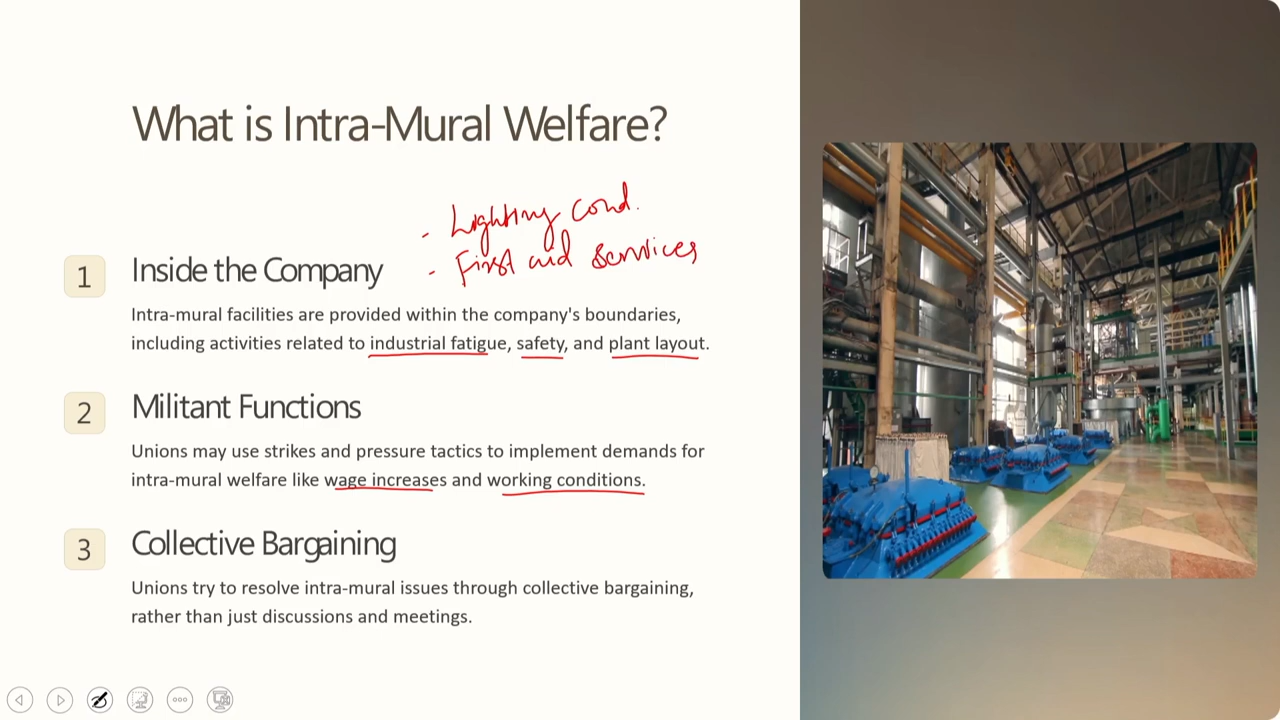 What is Intra-Mural Welfare?
- Lighting cond.
- First aid services
1
Inside the Company
Intra-mural facilities are provided within the company's boundaries,
including activities related to industrial fatigue, safety, and plant layout.
2
Militant Functions
Unions may use strikes and pressure tactics to implement demands for
intra-mural welfare like wage increases and working conditions.
3
Collective Bargaining
Unions try to resolve intra-mural issues through collective bargaining,
rather than just discussions and meetings.